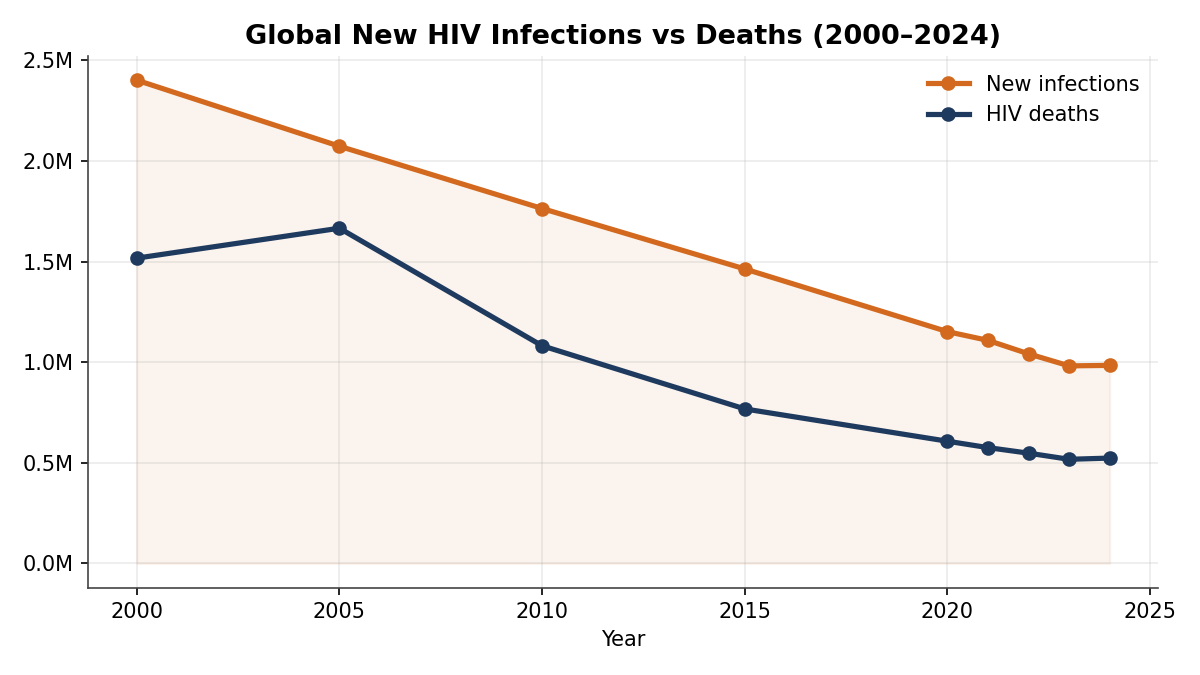 Global New HIV Infections vs Deaths (2000–2024)
2.5M
2.0M
1.5M
1.0M
0.5M
0.0M
New infections
HIV deaths
2000 2005 2010 2015 2020 2025
Year